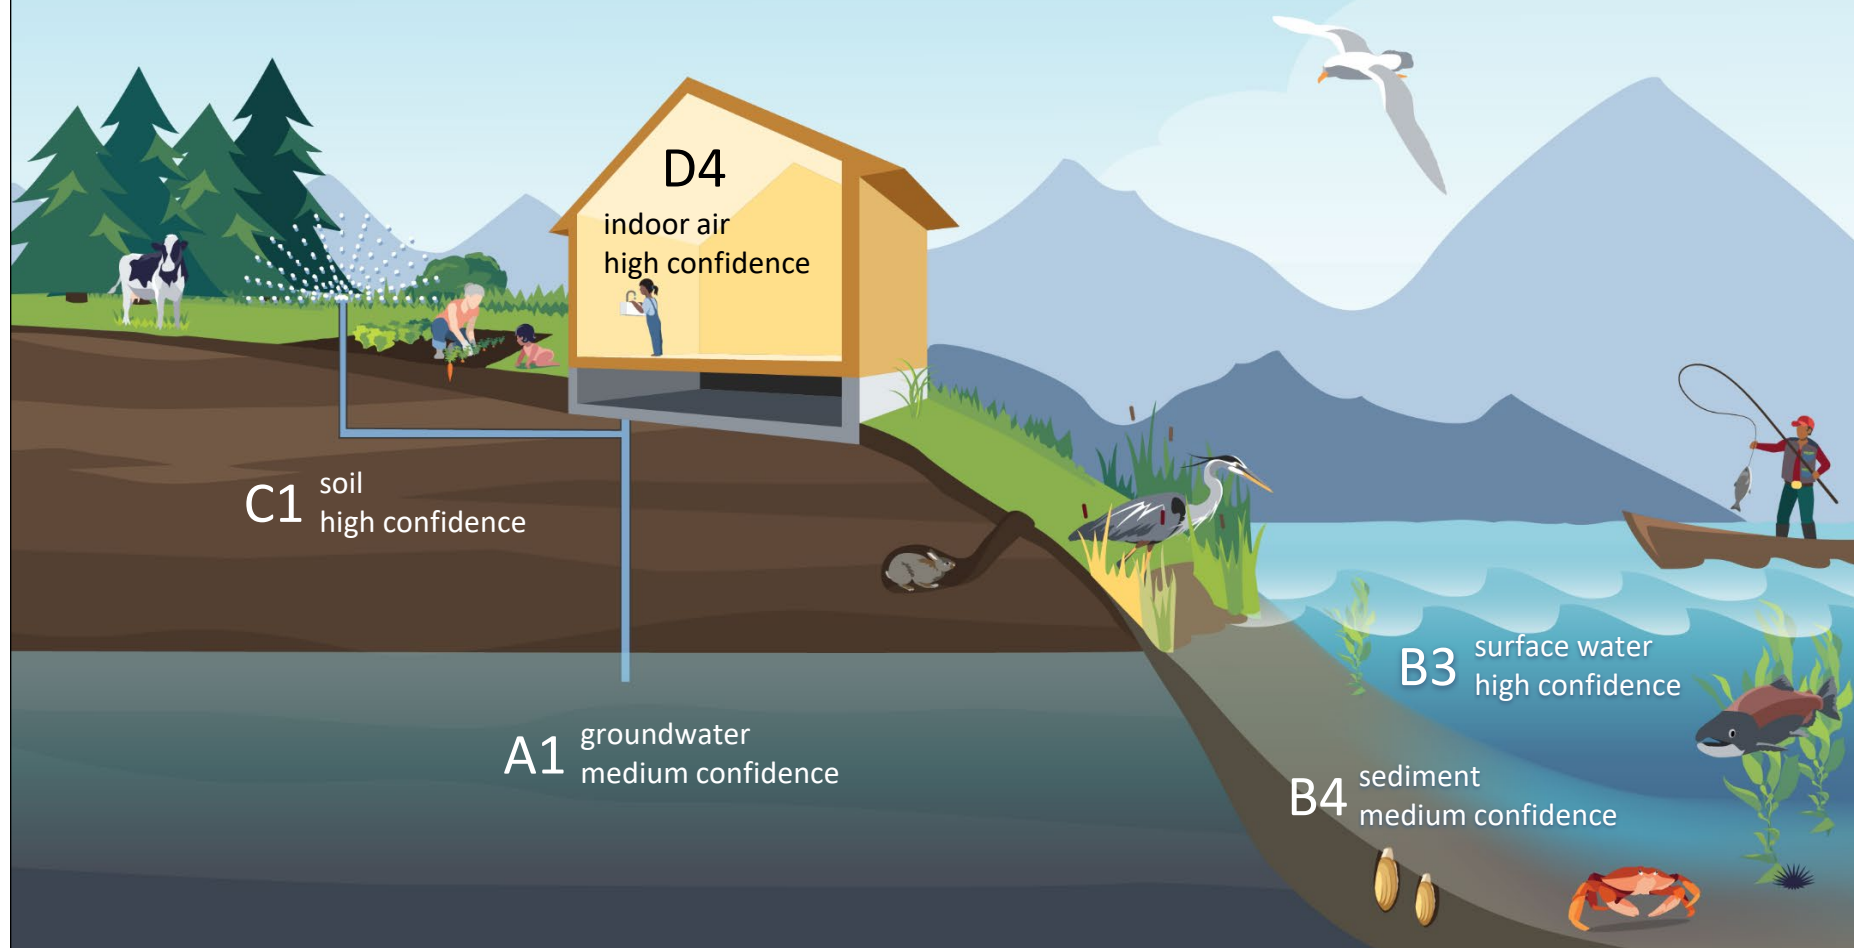 D4
indoor air
high confidence
C1
soil
high confidence
B3
surface water
high confidence
A1
groundwater
medium confidence
B4
sediment
medium confidence